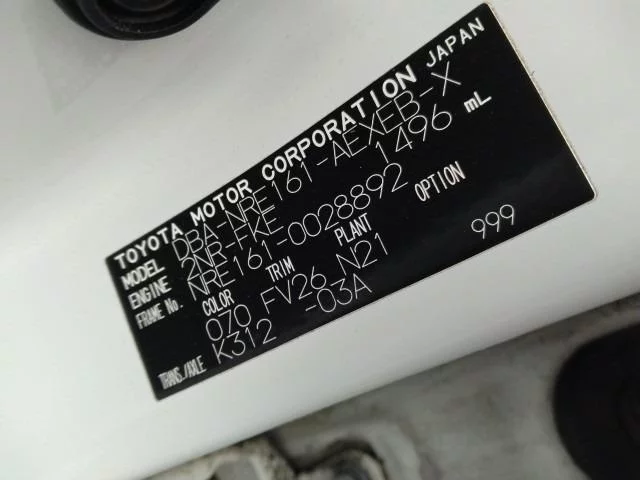 TOYOTA MOTOR CORPORATION JAPAN
MODEL DBA-NRE161-AEXEB-X
ENGINE 2NR-FKE 1496 mL
FRAME No. NRE161-0028892
COLOR TRIM PLANT OPTION
070 FV26 N21 999
TRANS./AXLE K312 -03A